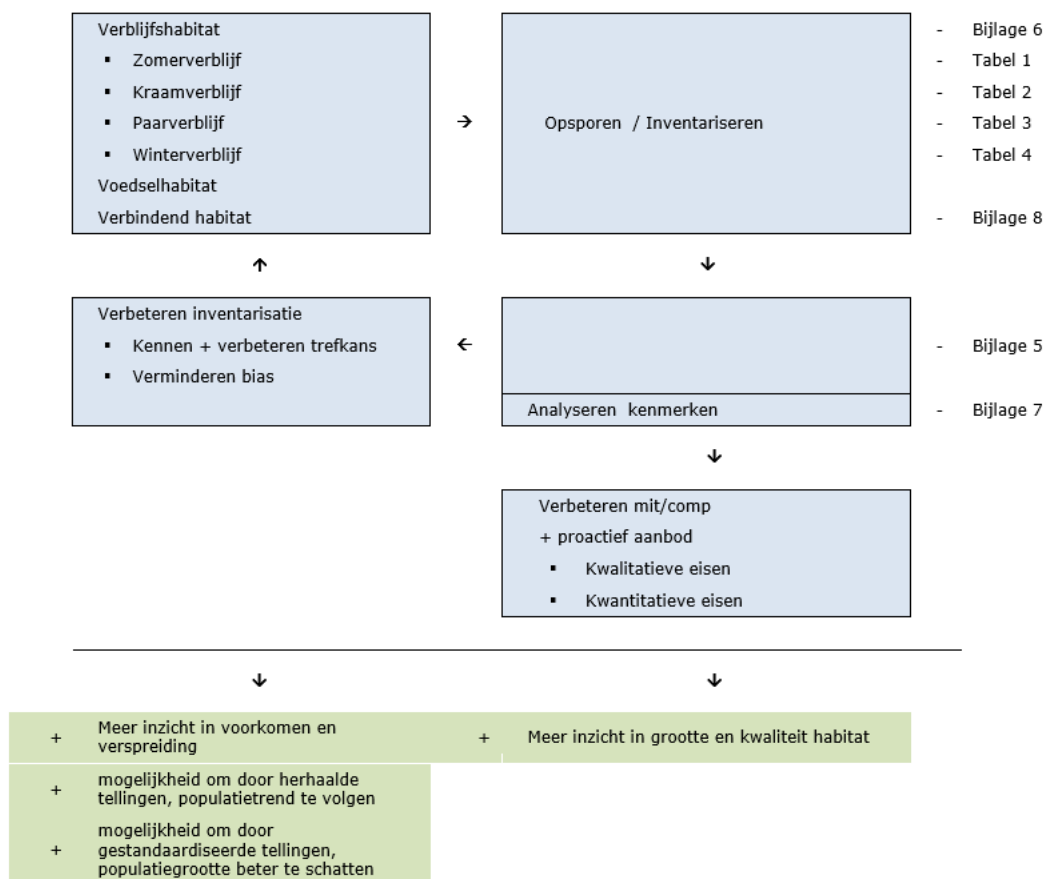 Verblijfshabitat - Bijlage 6
▪ Zomerverblijf - Tabel 1
▪ Kraamverblijf - Tabel 2
▪ Paarverblijf → Opsporen / Inventariseren - Tabel 3
▪ Winterverblijf - Tabel 4
Voedselhabitat
Verbindend habitat - Bijlage 8
↑ ↓
Verbeteren inventarisatie
▪ Kennen + verbeteren trefkans ← - Bijlage 5
▪ Verminderen bias
Analyseren kenmerken - Bijlage 7
↓
Verbeteren mit/comp
+ proactief aanbod
▪ Kwalitatieve eisen
▪ Kwantitatieve eisen
↓ ↓
+ Meer inzicht in voorkomen en
verspreiding
+ Meer inzicht in grootte en kwaliteit habitat
+ mogelijkheid om door herhaalde
tellingen, populatietrend te volgen
+ mogelijkheid om door
gestandaardiseerde tellingen,
populatiegrootte beter te schatten